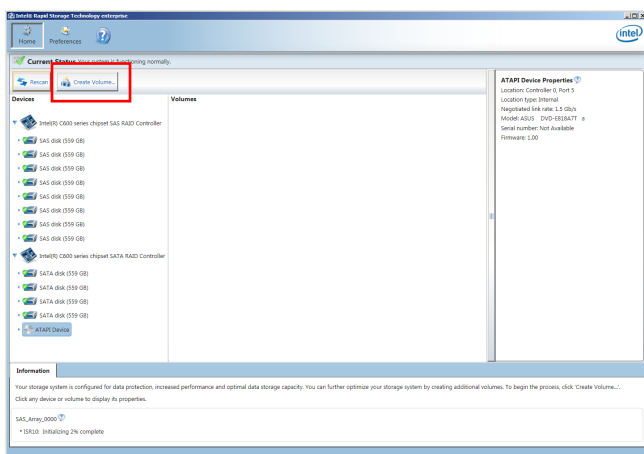 Intel® Rapid Storage Technology enterprise
Home
Preferences
?
intel
Current Status Your system is functioning normally.
Rescan
Create Volume...
Devices
Volumes
Intel(R) C600 series chipset SAS RAID Controller
SAS disk (559 GB)
SAS disk (559 GB)
SAS disk (559 GB)
SAS disk (559 GB)
SAS disk (559 GB)
SAS disk (559 GB)
SAS disk (559 GB)
SAS disk (559 GB)
Intel(R) C600 series chipset SATA RAID Controller
SATA disk (559 GB)
SATA disk (559 GB)
SATA disk (559 GB)
SATA disk (559 GB)
ATAPI Device
ATAPI Device Properties ?
Location: Controller 0, Port 5
Location type: Internal
Negotiated link rate: 1.5 Gb/s
Model: ASUS DVD-E818A7T a
Serial number: Not Available
Firmware: 1.00
Information
Your storage system is configured for data protection, increased performance and optimal data storage capacity. You can further optimize your storage system by creating additional volumes. To begin the process, click 'Create Volume...'.
Click any device or volume to display its properties.
SAS_Array_0000 ?
• ISR10: Initializing 2% complete